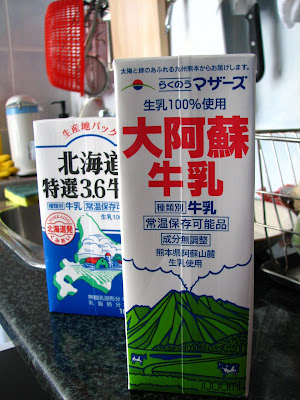 太陽と緑のあふれる九州熊本からお届けします。
らくのうマザーズ
生乳100%使用
大阿蘇
牛乳
種類別 牛乳
常温保存可能品
成分無調整
熊本県阿蘇山麓
生乳使用
1000ml
生産地パック
北海道
特選3.6牛
種類別 牛乳 常温保存可
生乳10
北海道発